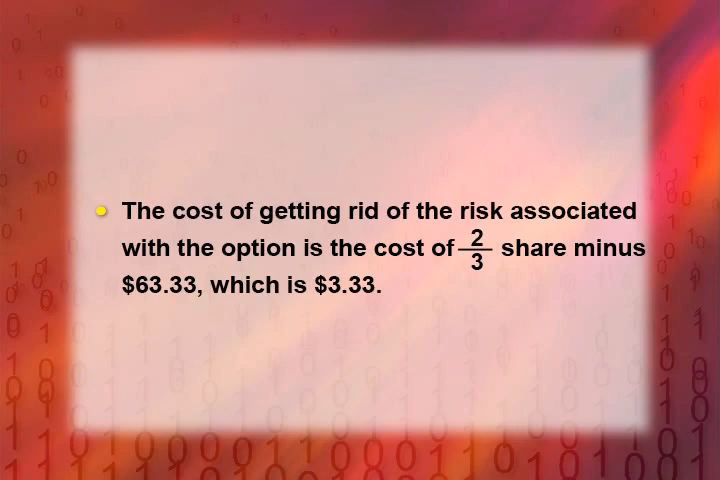 The cost of getting rid of the risk associated
with the option is the cost of 2/3 share minus
$63.33, which is $3.33.